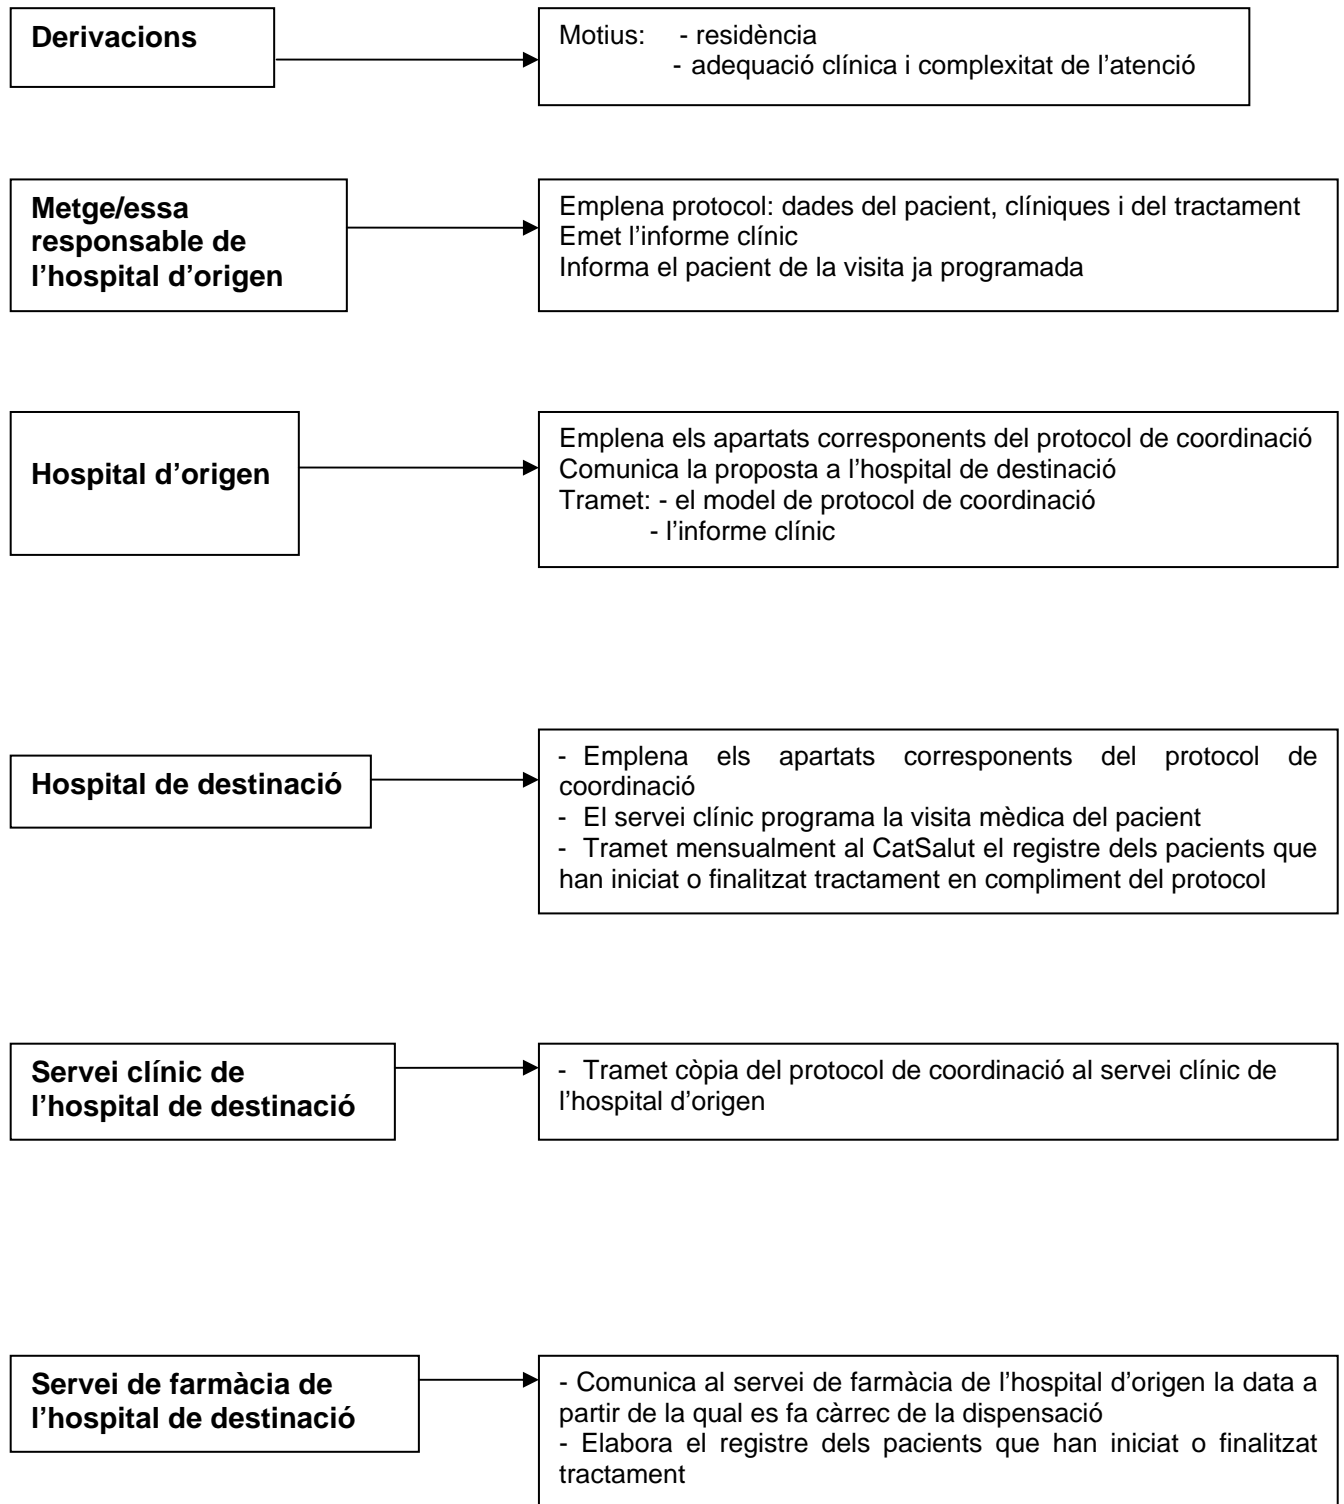 Derivacions
Motius: - residència
- adequació clínica i complexitat de l’atenció
Metge/essa
responsable de
l’hospital d’origen
Emplena protocol: dades del pacient, clíniques i del tractament
Emet l’informe clínic
Informa el pacient de la visita ja programada
Hospital d’origen
Emplena els apartats corresponents del protocol de coordinació
Comunica la proposta a l’hospital de destinació
Tramet: - el model de protocol de coordinació
- l’informe clínic
Hospital de destinació
- Emplena els apartats corresponents del protocol de
coordinació
- El servei clínic programa la visita mèdica del pacient
- Tramet mensualment al CatSalut el registre dels pacients que
han iniciat o finalitzat tractament en compliment del protocol
Servei clínic de
l’hospital de destinació
- Tramet còpia del protocol de coordinació al servei clínic de
l’hospital d’origen
Servei de farmàcia de
l’hospital de destinació
- Comunica al servei de farmàcia de l’hospital d’origen la data a
partir de la qual es fa càrrec de la dispensació
- Elabora el registre dels pacients que han iniciat o finalitzat
tractament